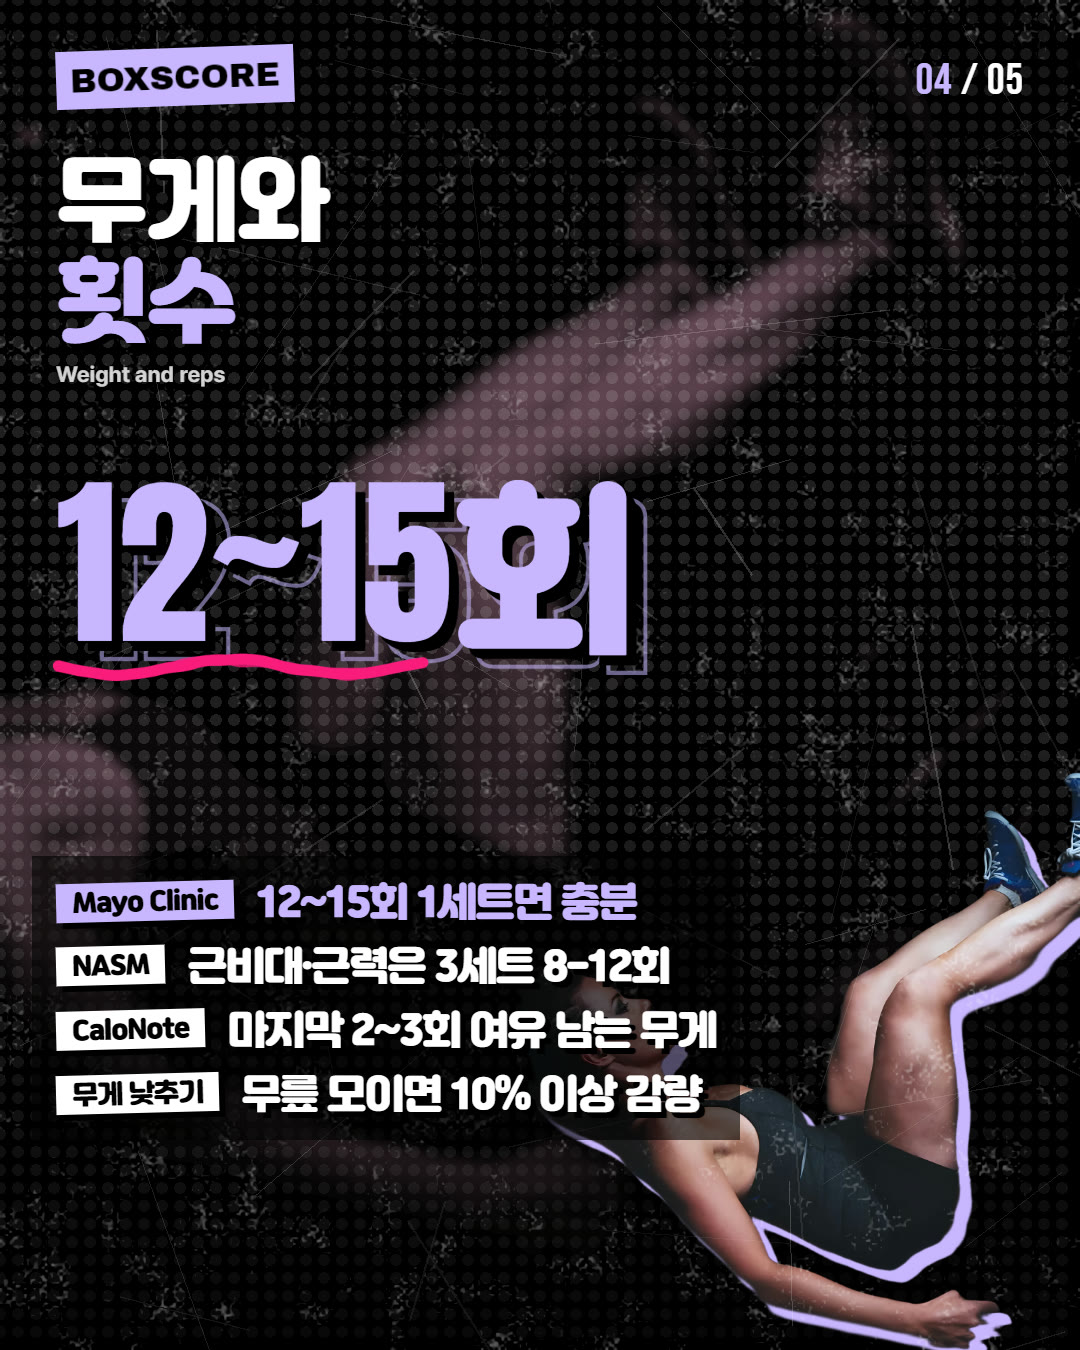 BOXSCORE
04 / 05
무게와
횟수
Weight and reps
12~15회
Mayo Clinic 12~15회 1세트면 충분
NASM 근비대·근력은 3세트 8-12회
CaloNote 마지막 2~3회 여유 남는 무게
무게 낮추기 무릎 모이면 10% 이상 감량